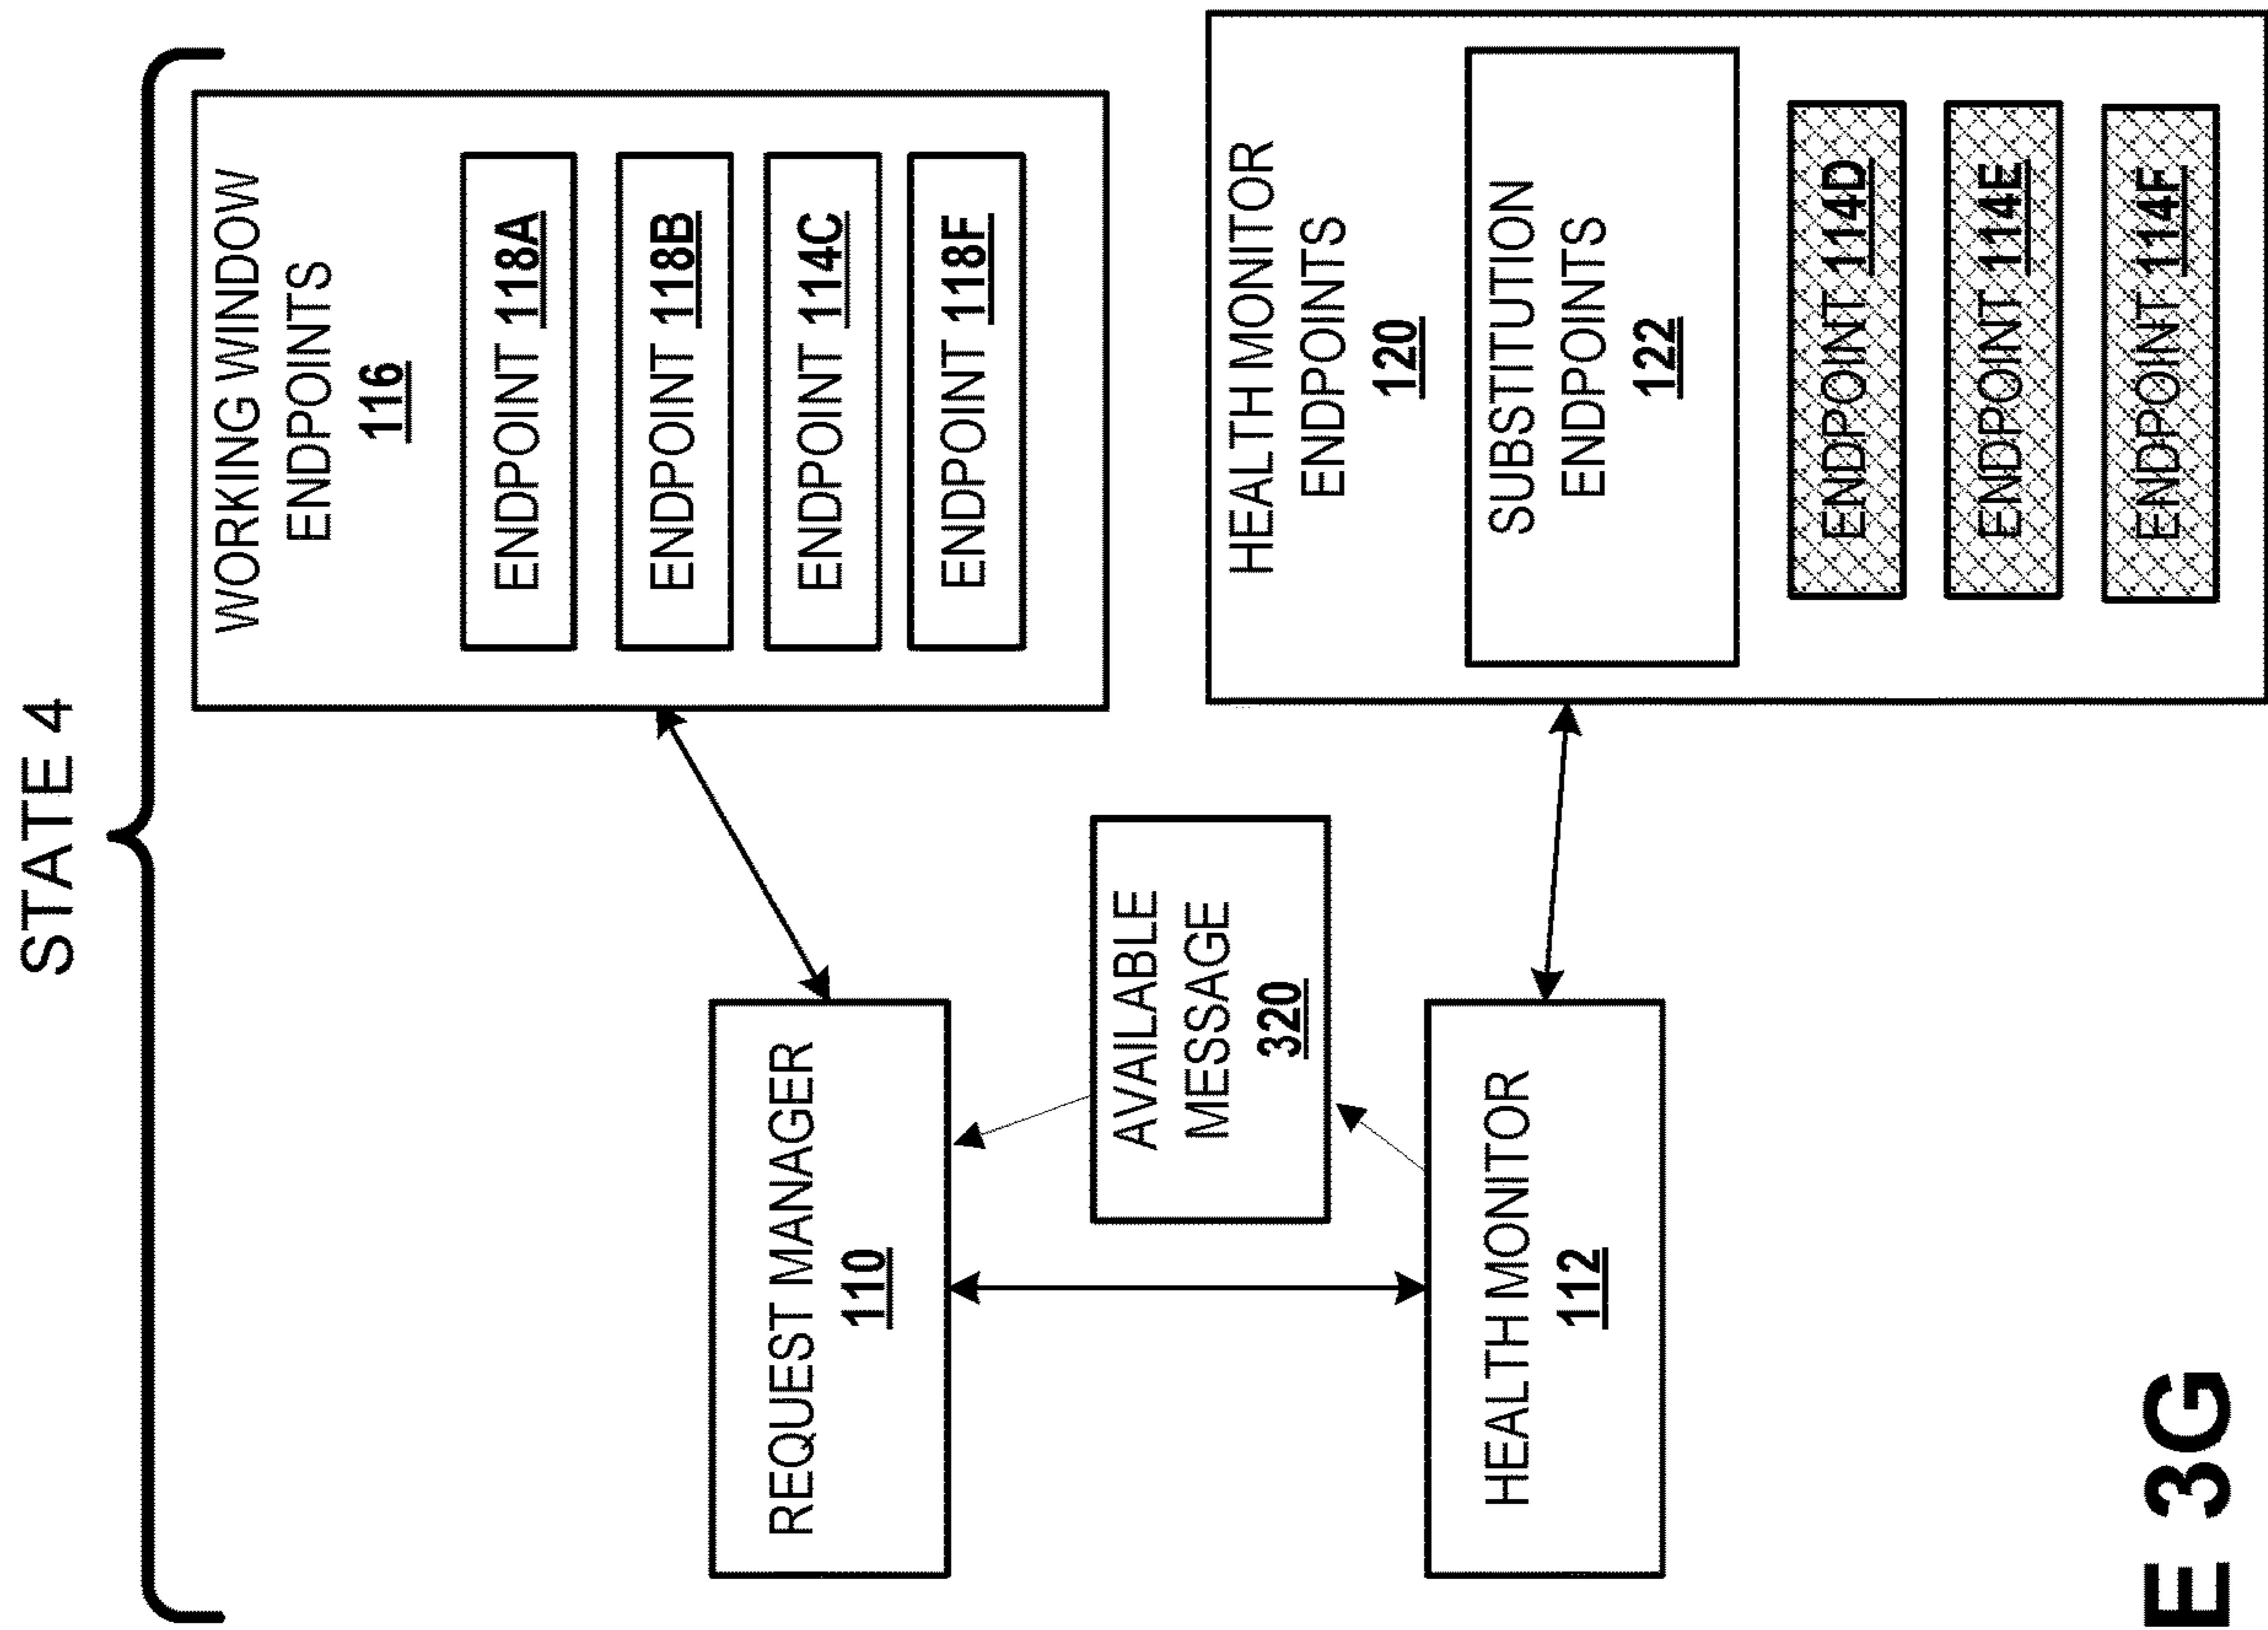 STATE 4
WORKING WINDOW
ENDPOINTS
116
ENDPOINT 118A
ENDPOINT 118B
ENDPOINT 114C
ENDPOINT 118F
REQUEST MANAGER
110
AVAILABLE
MESSAGE
320
HEALTH MONITOR
112
HEALTH MONITOR
ENDPOINTS
120
SUBSTITUTION
ENDPOINTS
122
ENDPOINT 114D
ENDPOINT 114E
ENDPOINT 114F
E 3G